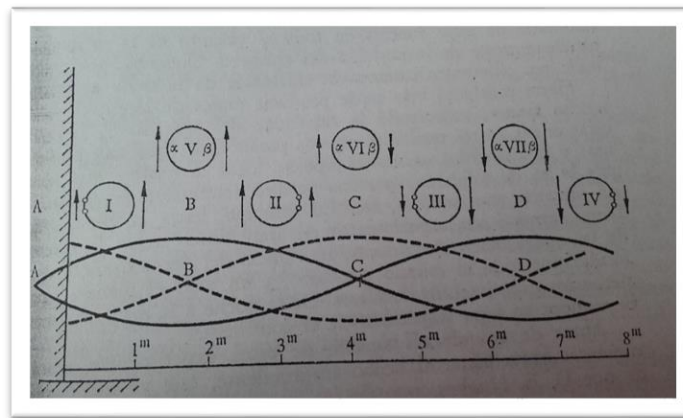 α V β α VI β α VII β
A I B II C III D IV
A B C D
1m 2m 3m 4m 5m 6m 7m 8m